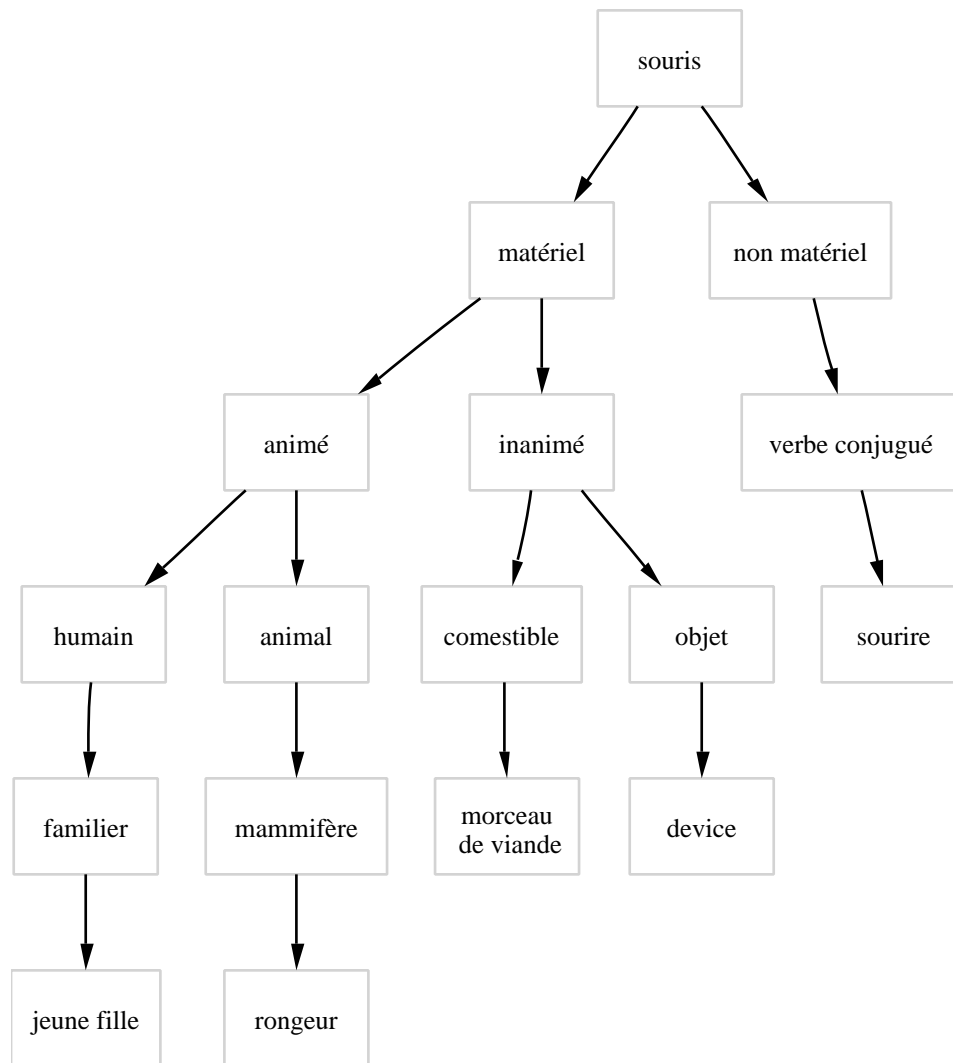 souris
matériel
non matériel
animé
inanimé
verbe conjugué
humain
animal
comestible
objet
sourire
familier
mammifère
morceau
de viande
device
jeune fille
rongeur